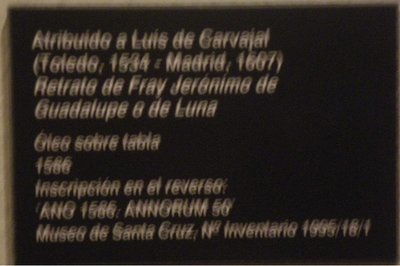 Atribuido a Luis de Carvajal
(Toledo, 1534 - Madrid, 1607)
Retrato de Fray Jerónimo de
Guadalupe o de Luna
Óleo sobre tabla
1586
Inscripción en el reverso:
'ANO 1586. ANNORUM 50'
Museo de Santa Cruz, Nº Inventario 1995/18/1